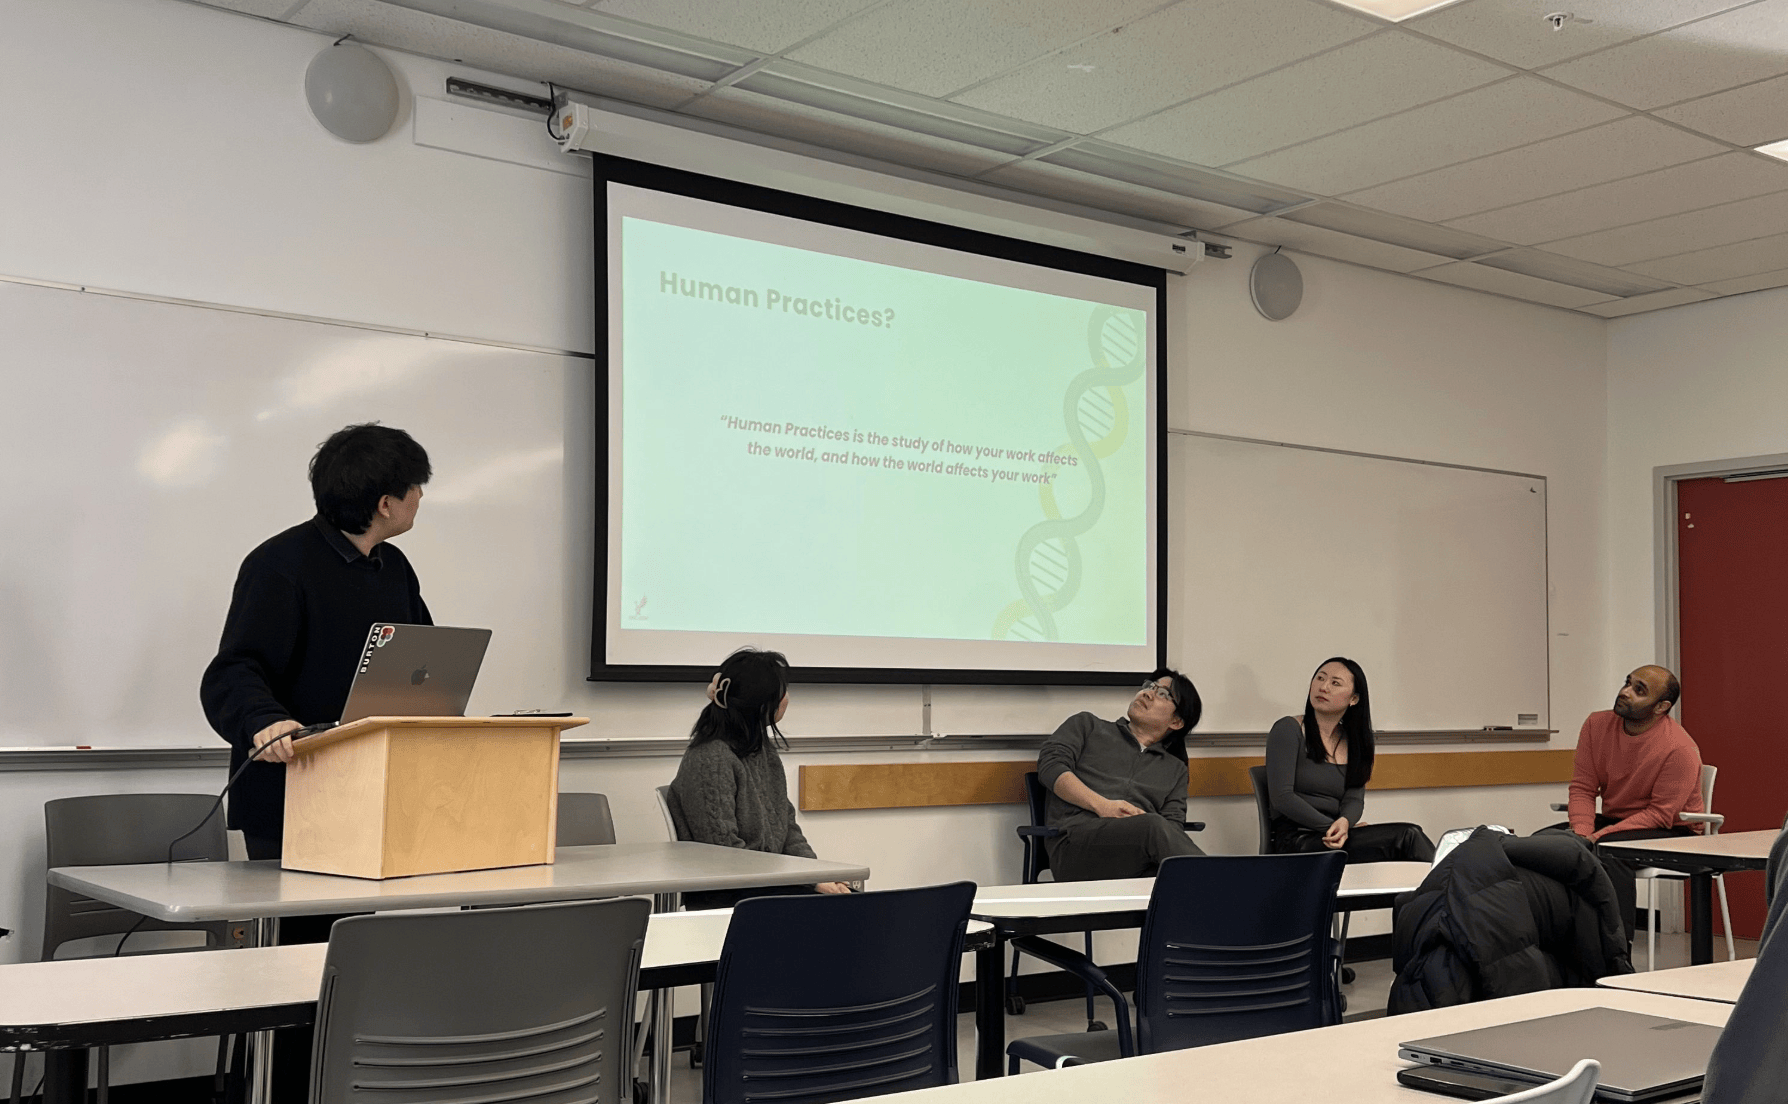 Human Practices?
“Human Practices is the study of how your work affects
the world, and how the world affects your work”
BURTON